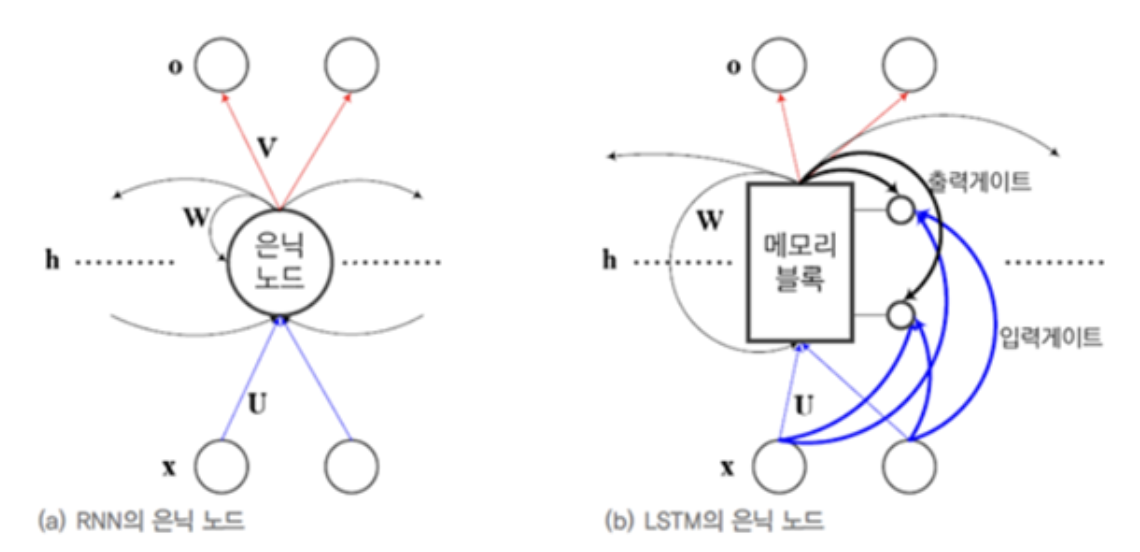 o
V
W
h
은닉
노드
U
x
(a) RNN의 은닉 노드
o
출력게이트
W
h
메모리
블록
입력게이트
U
x
(b) LSTM의 은닉 노드